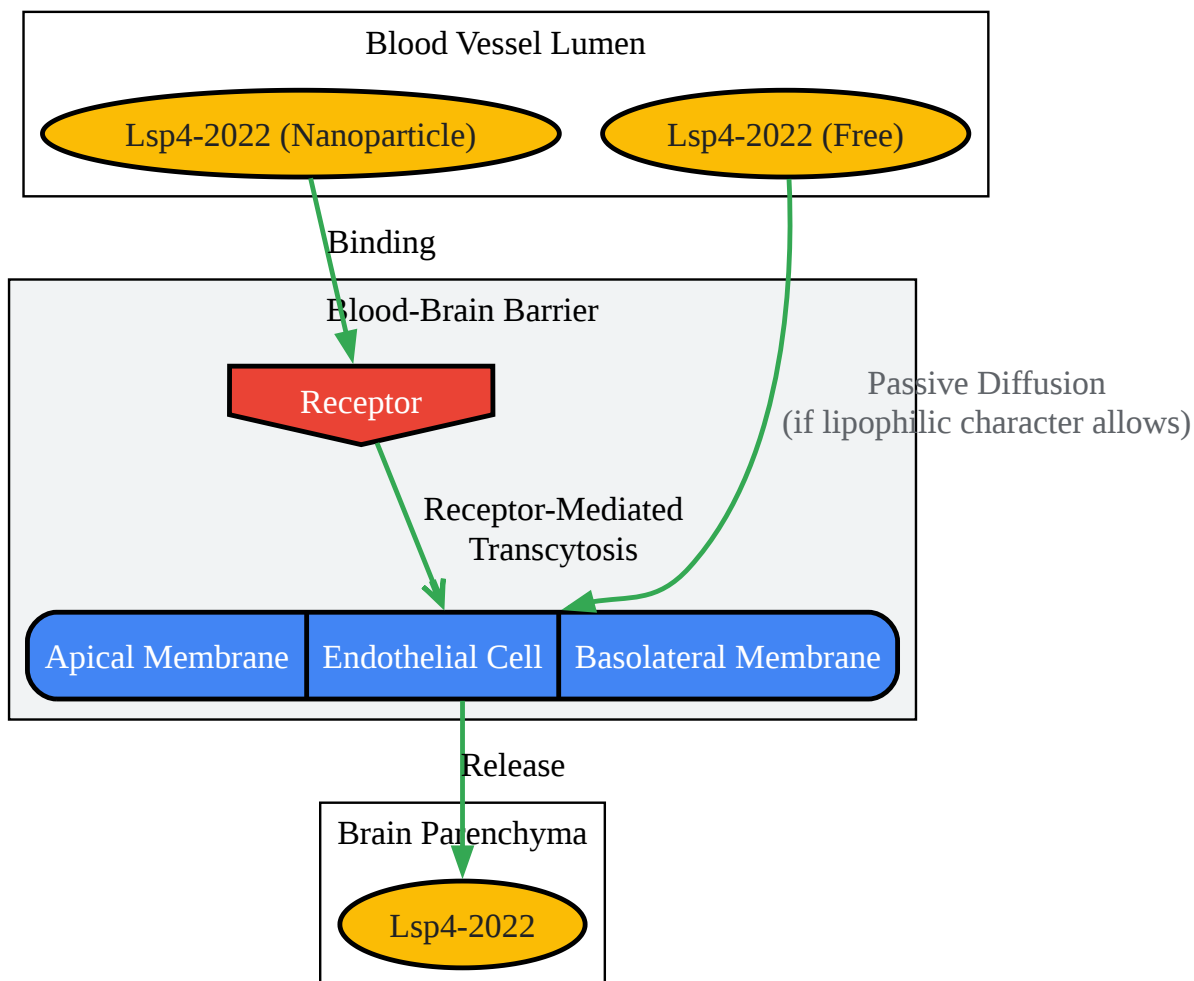 Blood Vessel Lumen
Lsp4-2022 (Nanoparticle)
Lsp4-2022 (Free)
Binding
Blood-Brain Barrier
Passive Diffusion
(if lipophilic character allows)
Receptor
Receptor-Mediated
Transcytosis
Apical Membrane
Endothelial Cell
Basolateral Membrane
Release
Brain Parenchyma
Lsp4-2022